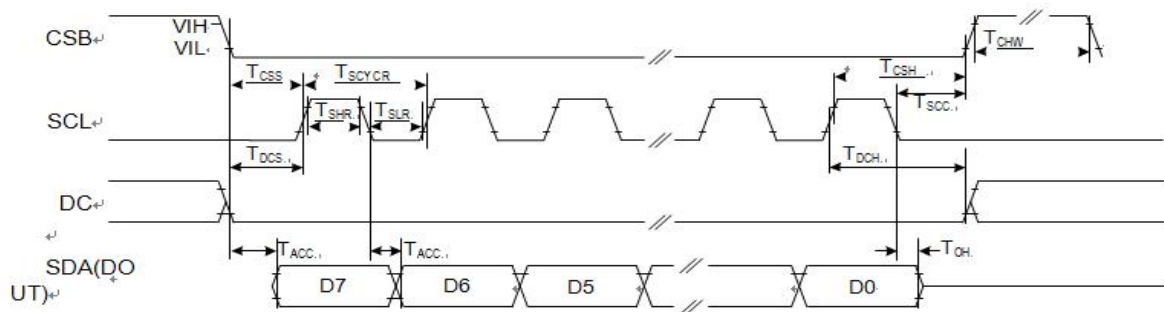 VIH
CSB
VIL
TCHW
TCSS
TSCYCR
TCSH
TSHR.
TSLR.
TSCC.
SCL
TDCS.
TDCH.
DC
TACC.
TACC.
TOH.
SDA(DO
UT)
D7
D6
D5
D0